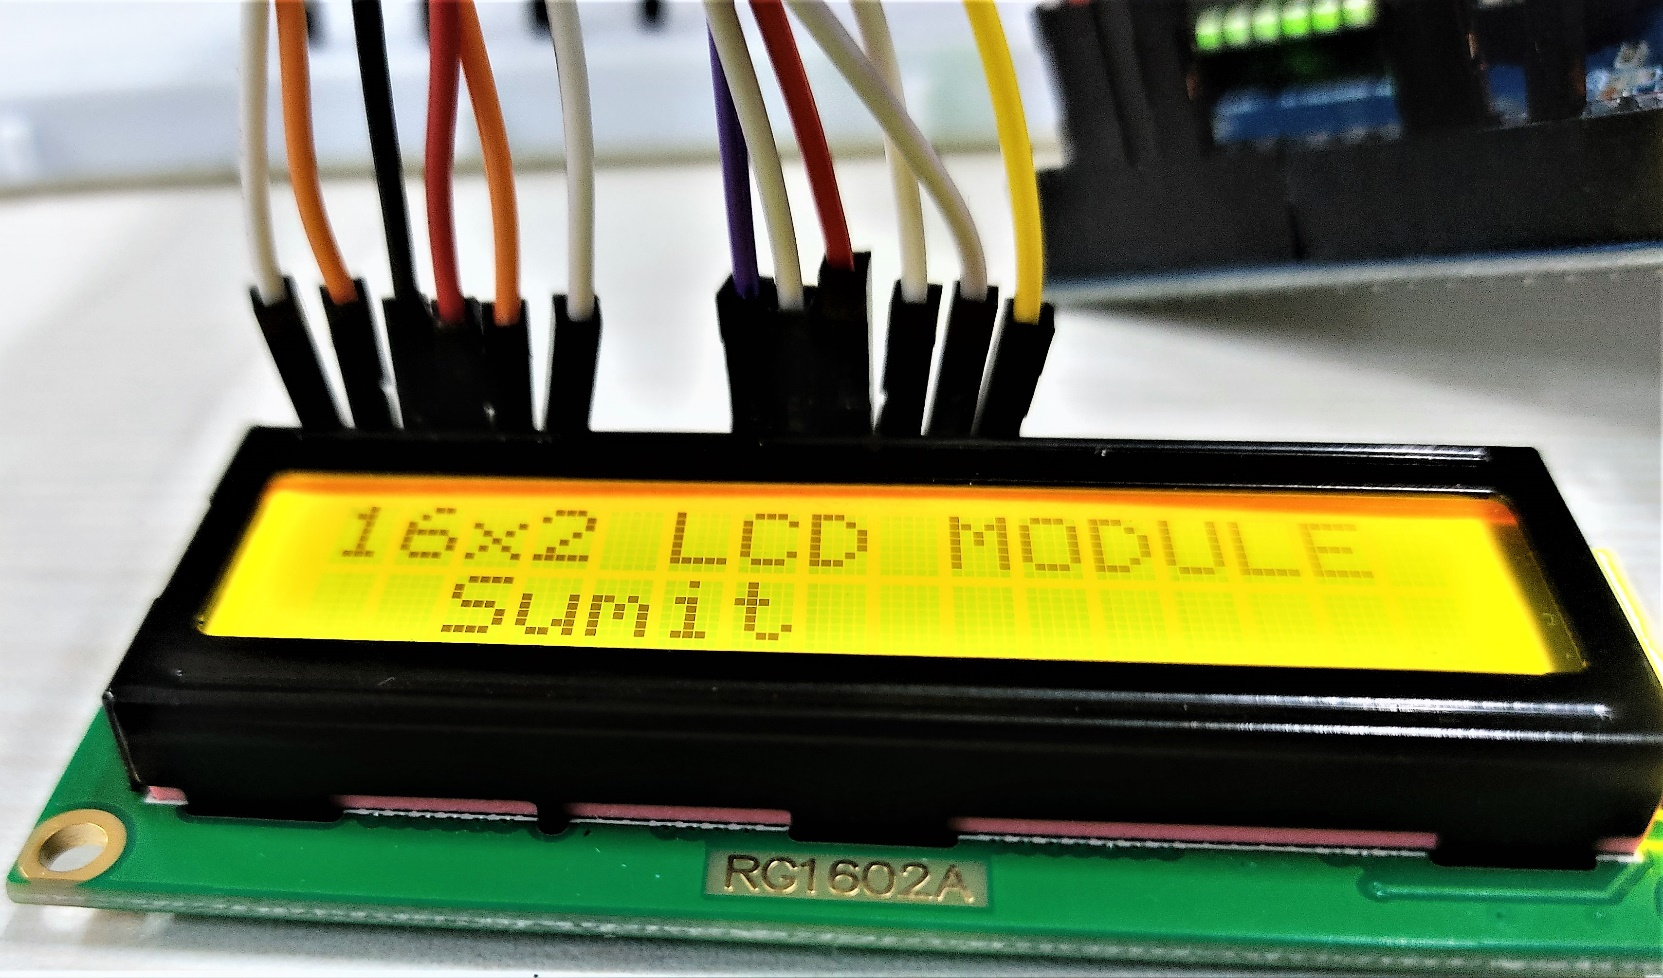 16x2 LCD MODULE
Sumit
RG1602A